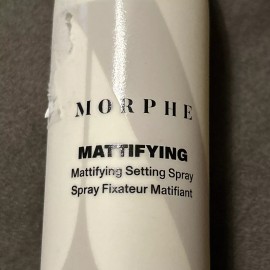 MORPHE
MATTIFYING
Mattifying Setting Spray
Spray Fixateur Matifiant